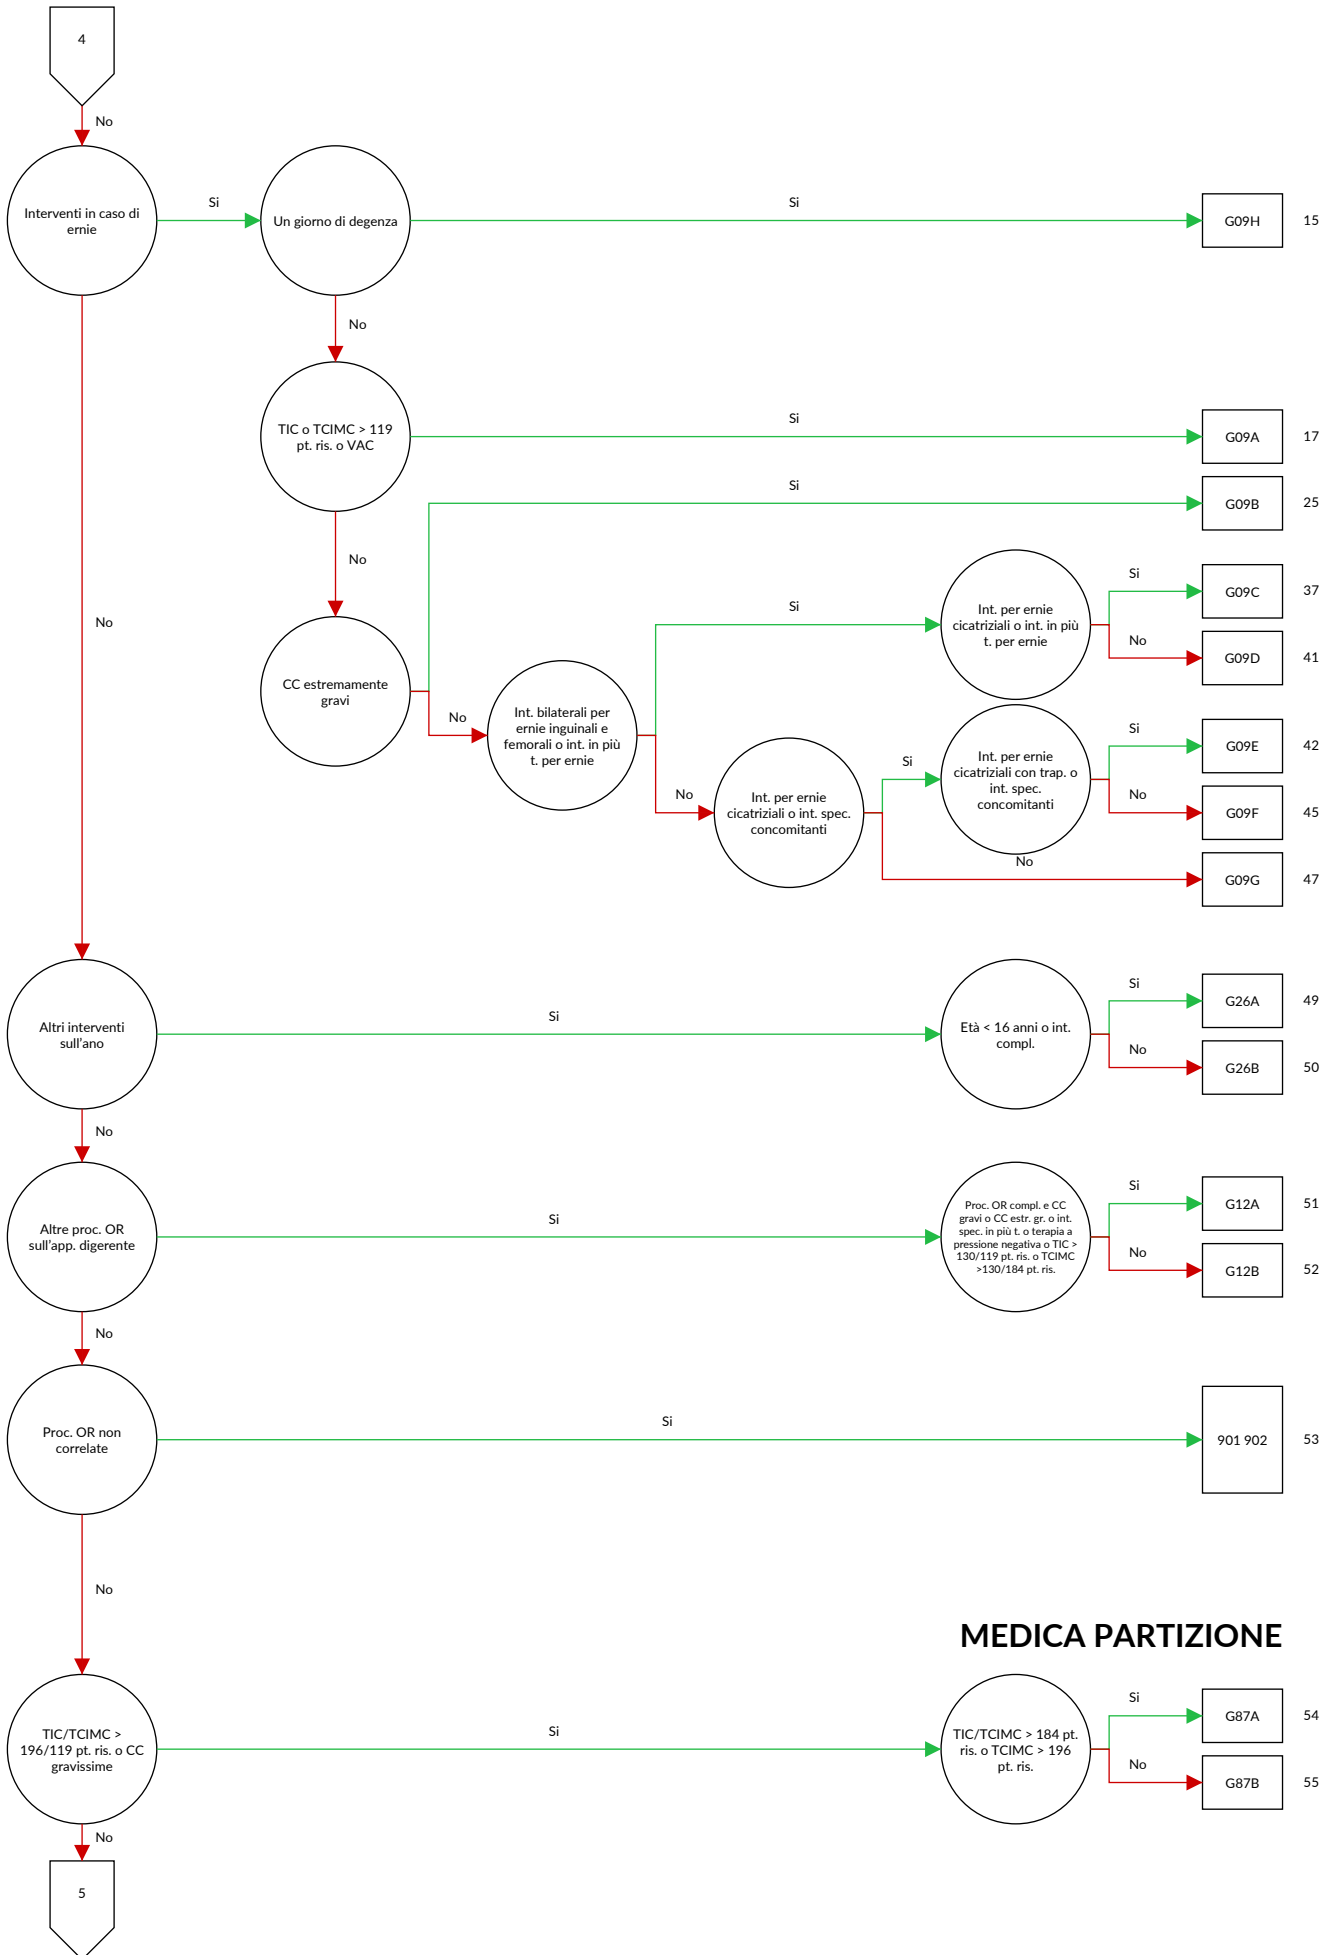 4
No
Interventi in caso di
ernie
Si
Un giorno di degenza
Si
G09H
15
No
TIC o TCIMC > 119
pt. ris. o VAC
Si
G09A
17
Si
G09B
25
No
CC estremamente
gravi
No
Int. bilaterali per
ernie inguinali e
femorali o int. in più
t. per ernie
Si
Int. per ernie
cicatriziali o int. in più
t. per ernie
Si
G09C
37
No
G09D
41
No
Int. per ernie
cicatriziali o int. spec.
concomitanti
Si
Int. per ernie
cicatriziali con trap. o
int. spec.
concomitanti
Si
G09E
42
No
G09F
45
No
G09G
47
No
Altri interventi
sull'ano
Si
Età < 16 anni o int.
compl.
Si
G26A
49
No
G26B
50
No
Altre proc. OR
sull'app. digerente
Si
Proc. OR compl. e CC
gravi o CC estr. gr. o int.
spec. in più t. o terapia a
pressione negativa o TIC >
130/119 pt. ris. o TCIMC
>130/184 pt. ris.
Si
G12A
51
No
G12B
52
No
Proc. OR non
correlate
Si
901 902
53
No
MEDICA PARTIZIONE
TIC/TCIMC >
196/119 pt. ris. o CC
gravissime
Si
TIC/TCIMC > 184 pt.
ris. o TCIMC > 196
pt. ris.
Si
G87A
54
No
G87B
55
No
5